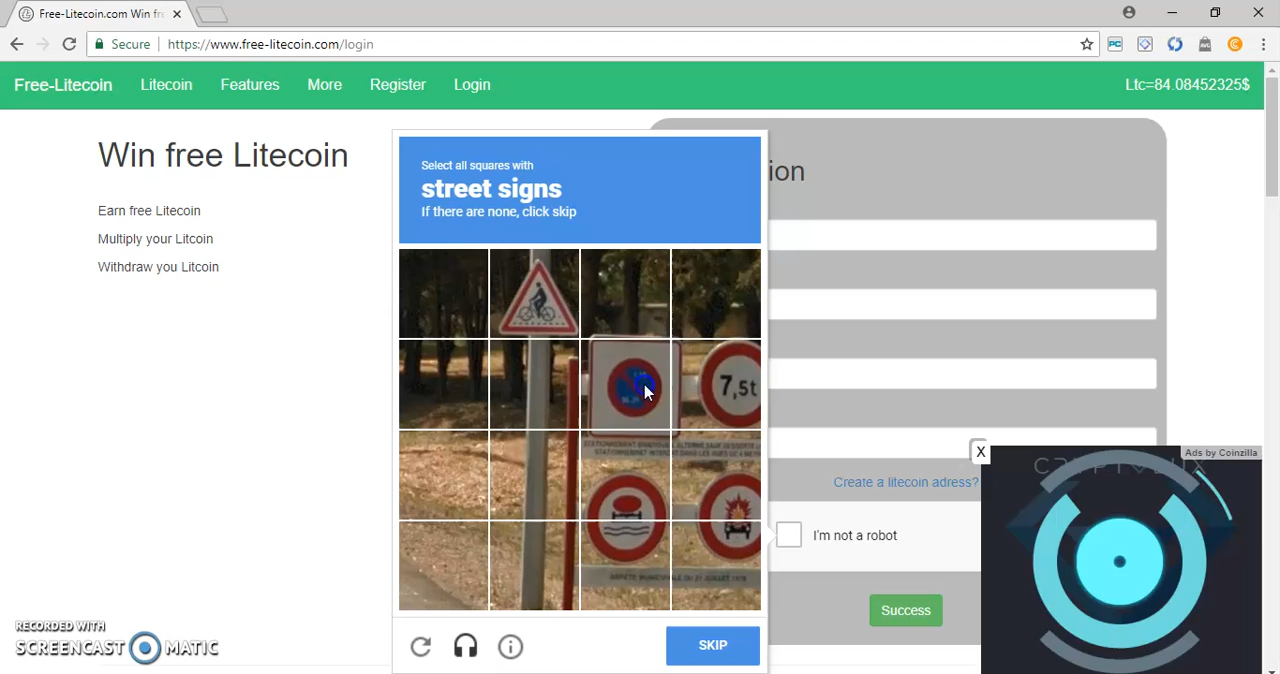 Free-Litecoin.com Win fr
Secure
https://www.free-litecoin.com/login
Free-Litecoin
Litecoin
Features
More
Register
Login
Ltc=84.08452325$
Win free Litecoin
Earn free Litecoin
Multiply your Litcoin
Withdraw you Litcoin
ion
Select all squares with
street signs
If there are none, click skip
7,5t
SKIP
Create a litecoin adress?
I'm not a robot
Success
X
Ads by Coinzilla
RECORDED WITH
SCREENCAST MATIC